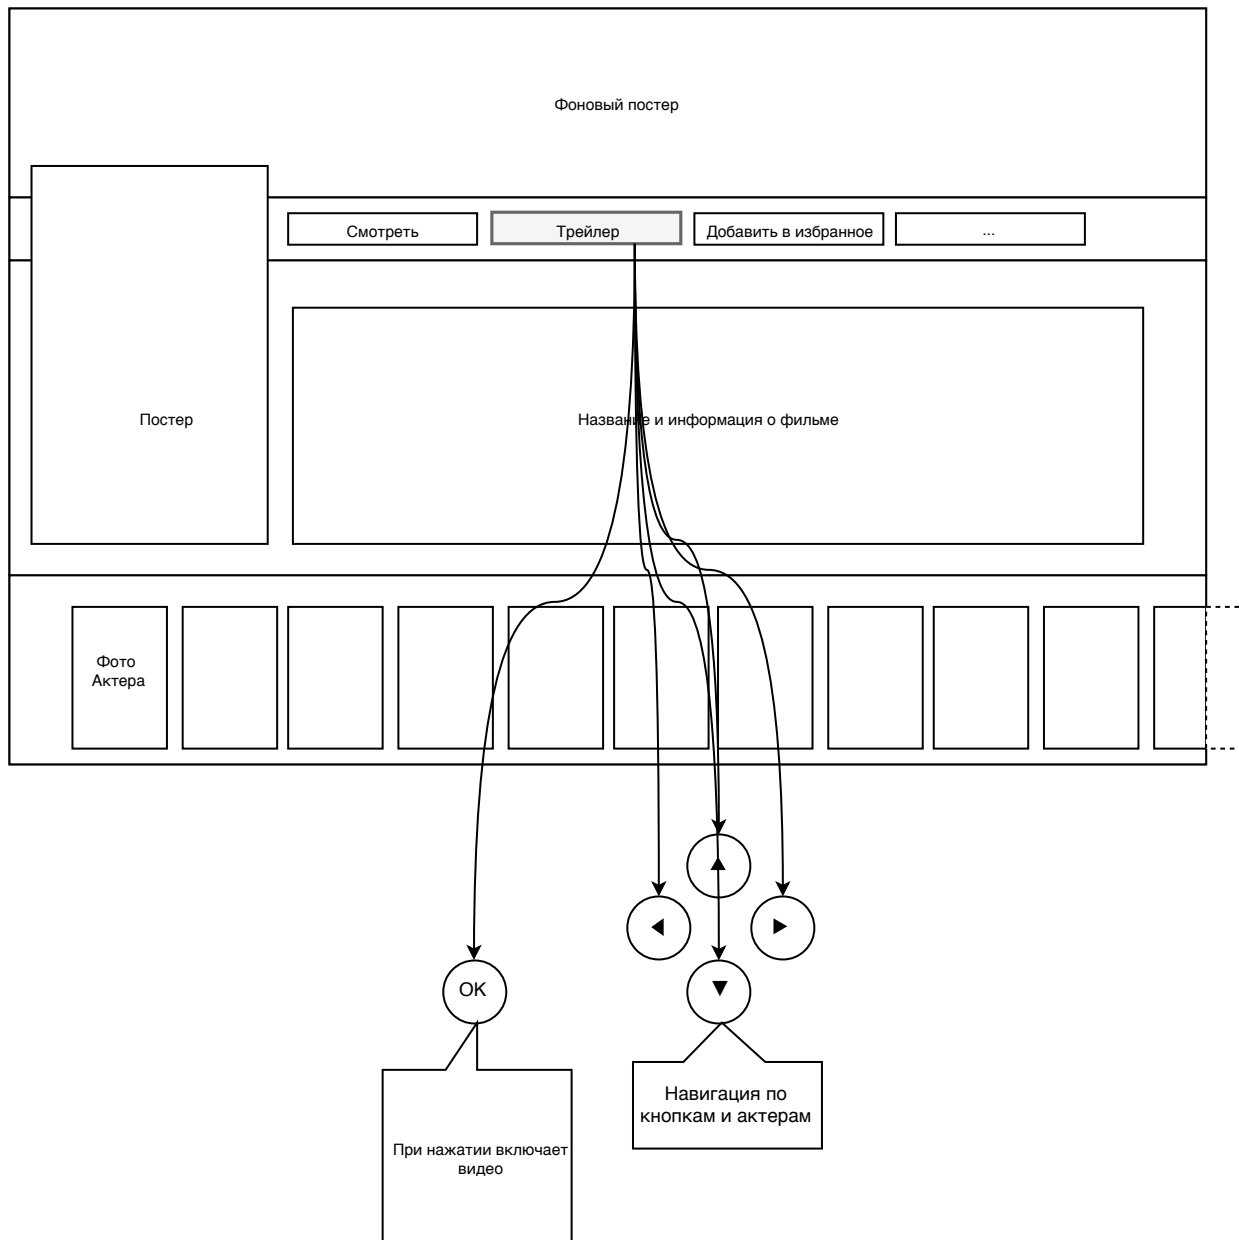 Фоновый постер
Смотреть
Трейлер
Добавить в избранное
...
Постер
Название и информация о фильме
Фото
Актера
OK
Навигация по
кнопкам и актерам
При нажатии включает
видео